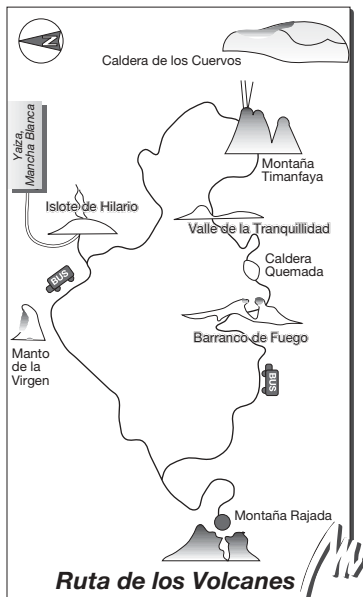 N
Caldera de los Cuervos
Yaiza,
Mancha Blanca
Montaña
Timanfaya
Islote de Hilario
Valle de la Tranquillidad
Caldera
Quemada
BUS
Barranco de Fuego
Manto
de la
Virgen
BUS
Montaña Rajada
Ruta de los Volcanes